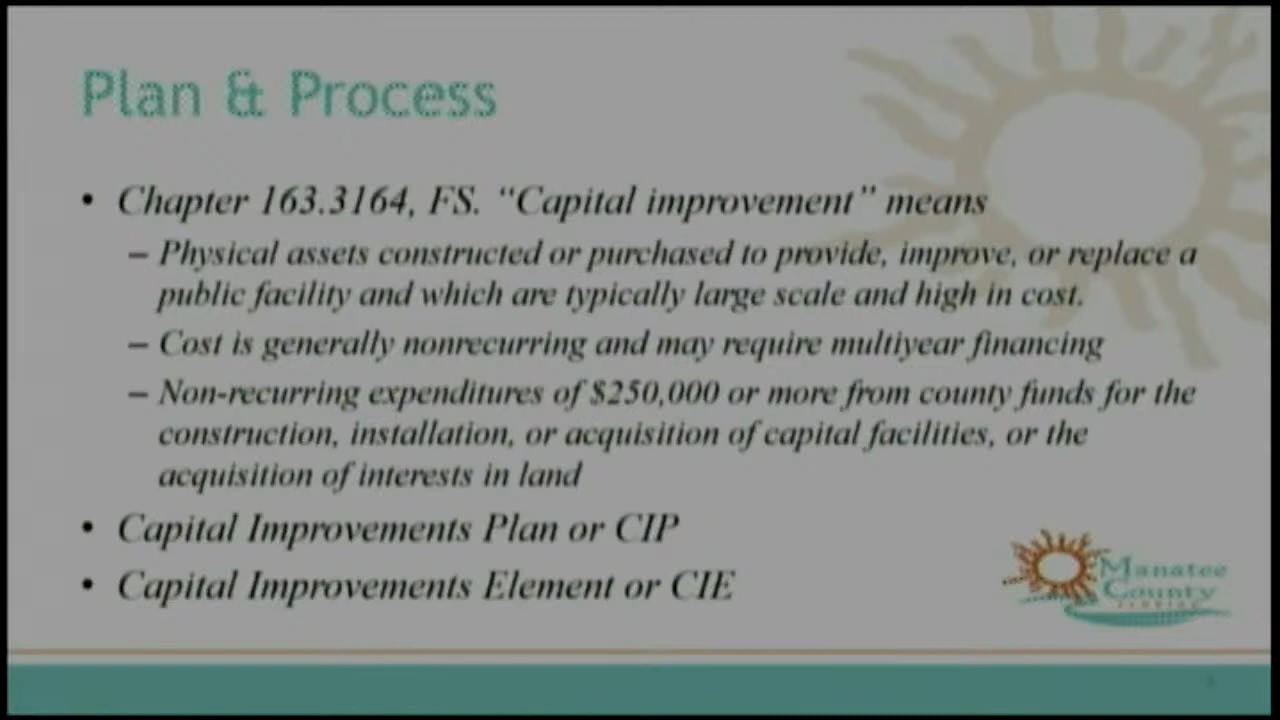 Plan & Process
• Chapter 163.3164, FS. “Capital improvement” means
– Physical assets constructed or purchased to provide, improve, or replace a
public facility and which are typically large scale and high in cost.
– Cost is generally nonrecurring and may require multiyear financing
– Non-recurring expenditures of $250,000 or more from county funds for the
construction, installation, or acquisition of capital facilities, or the
acquisition of interests in land
• Capital Improvements Plan or CIP
• Capital Improvements Element or CIE
Manatee
County
FLORIDA